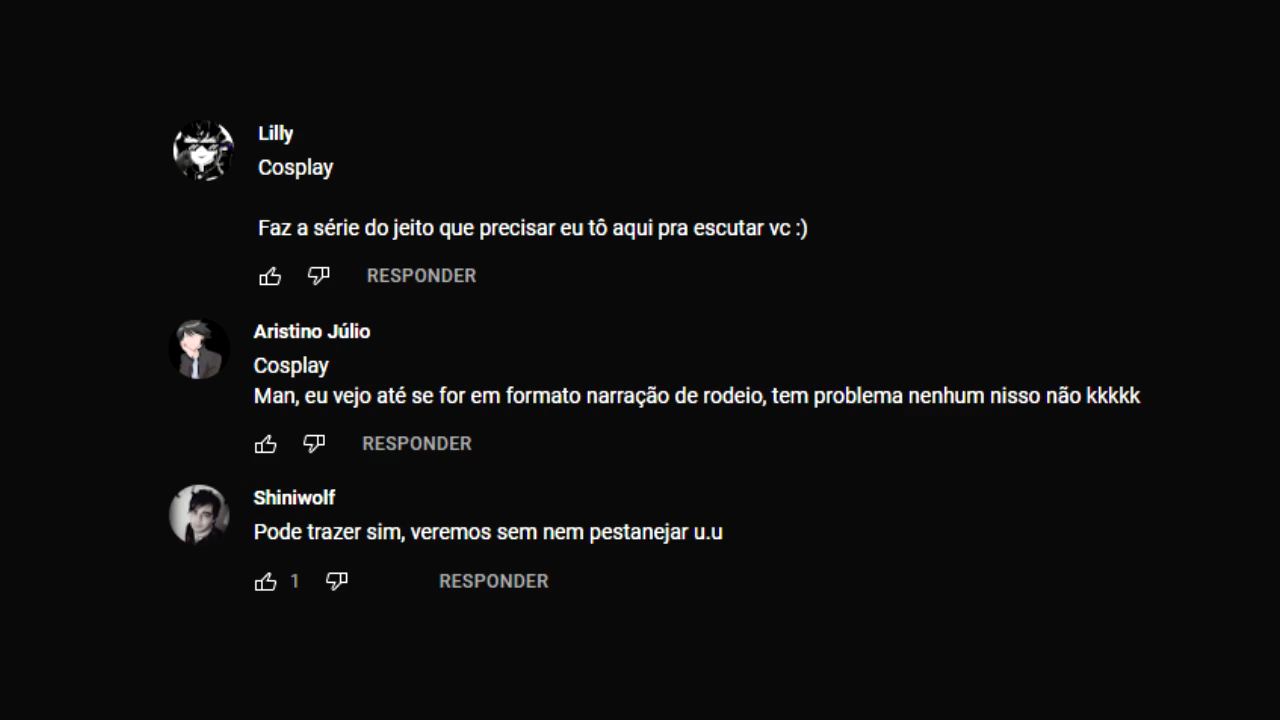 Lilly
Cosplay
Faz a série do jeito que precisar eu tô aqui pra escutar vc :)
RESPONDER
Aristino Júlio
Cosplay
Man, eu vejo até se for em formato narração de rodeio, tem problema nenhum nisso não kkkkk
RESPONDER
Shiniwolf
Pode trazer sim, veremos sem nem pestanejar u.u
1 RESPONDER